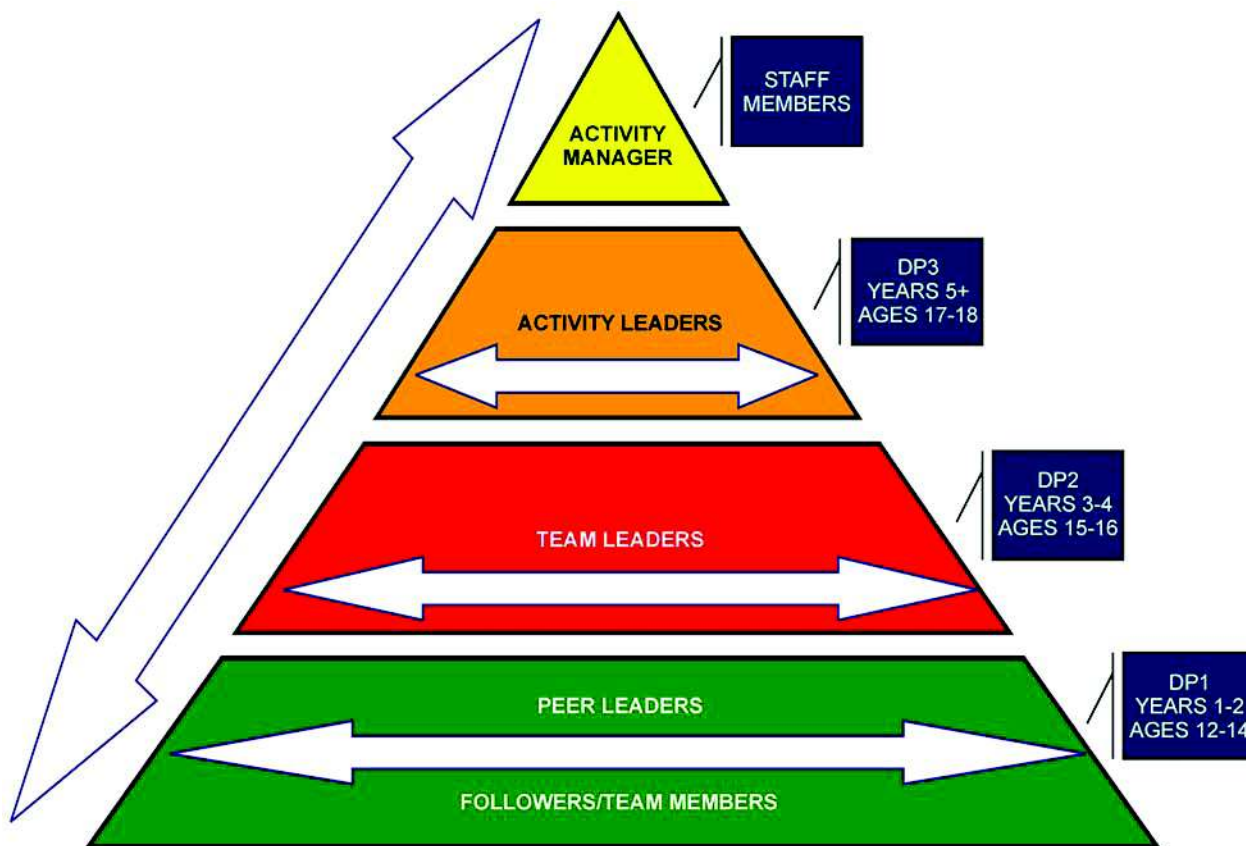 STAFF
MEMBERS
ACTIVITY
MANAGER
DP3
YEARS 5+
AGES 17-18
ACTIVITY LEADERS
DP2
YEARS 3-4
AGES 15-16
TEAM LEADERS
DP1
YEARS 1-2
AGES 12-14
PEER LEADERS
FOLLOWERS/TEAM MEMBERS